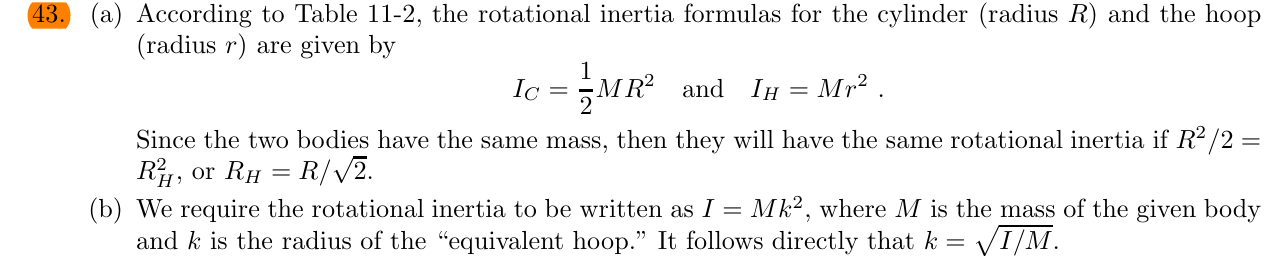 43. (a) According to Table 11-2, the rotational inertia formulas for the cylinder (radius R) and the hoop
(radius r) are given by
I_C = \frac{1}{2}MR^2 and I_H = Mr^2 .
Since the two bodies have the same mass, then they will have the same rotational inertia if R^2/2 =
R_H^2, or R_H = R/√2.
(b) We require the rotational inertia to be written as I = Mk^2, where M is the mass of the given body
and k is the radius of the “equivalent hoop.” It follows directly that k = √(I/M).